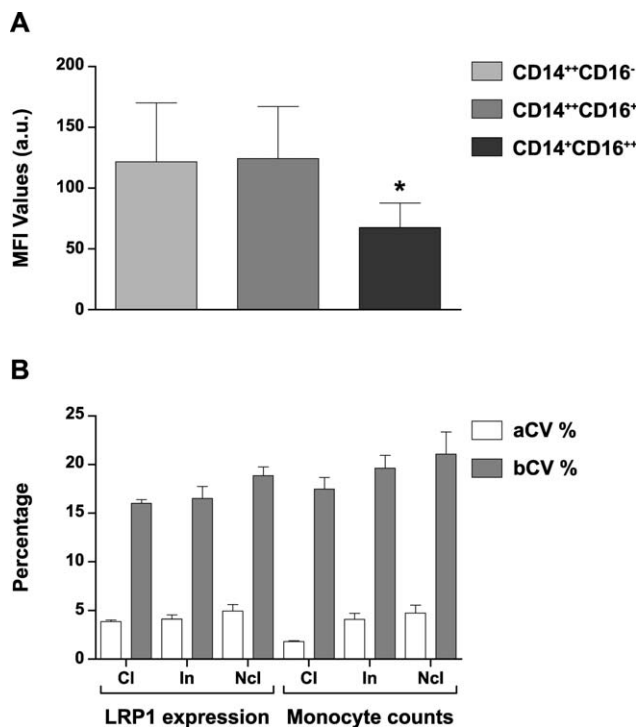 A
MFI Values (a.u.)
200
150
100
50
0
*
CD14⁺⁺CD16⁻
CD14⁺⁺CD16⁺
CD14⁺CD16⁺⁺
B
Percentage
25
20
15
10
5
0
aCV %
bCV %
Cl In Ncl Cl In Ncl
LRP1 expression Monocyte counts